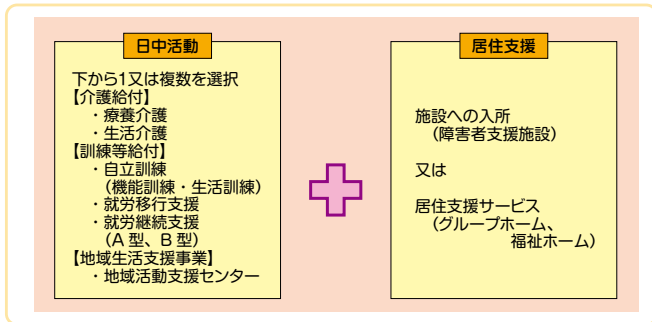 日中活動
下から1又は複数を選択
【介護給付】
・療養介護
・生活介護
【訓練等給付】
・自立訓練
(機能訓練・生活訓練)
・就労移行支援
・就労継続支援
(A 型、B 型)
【地域生活支援事業】
・地域活動支援センター
居住支援
施設への入所
(障害者支援施設)
又は
居住支援サービス
(グループホーム、
福祉ホーム)